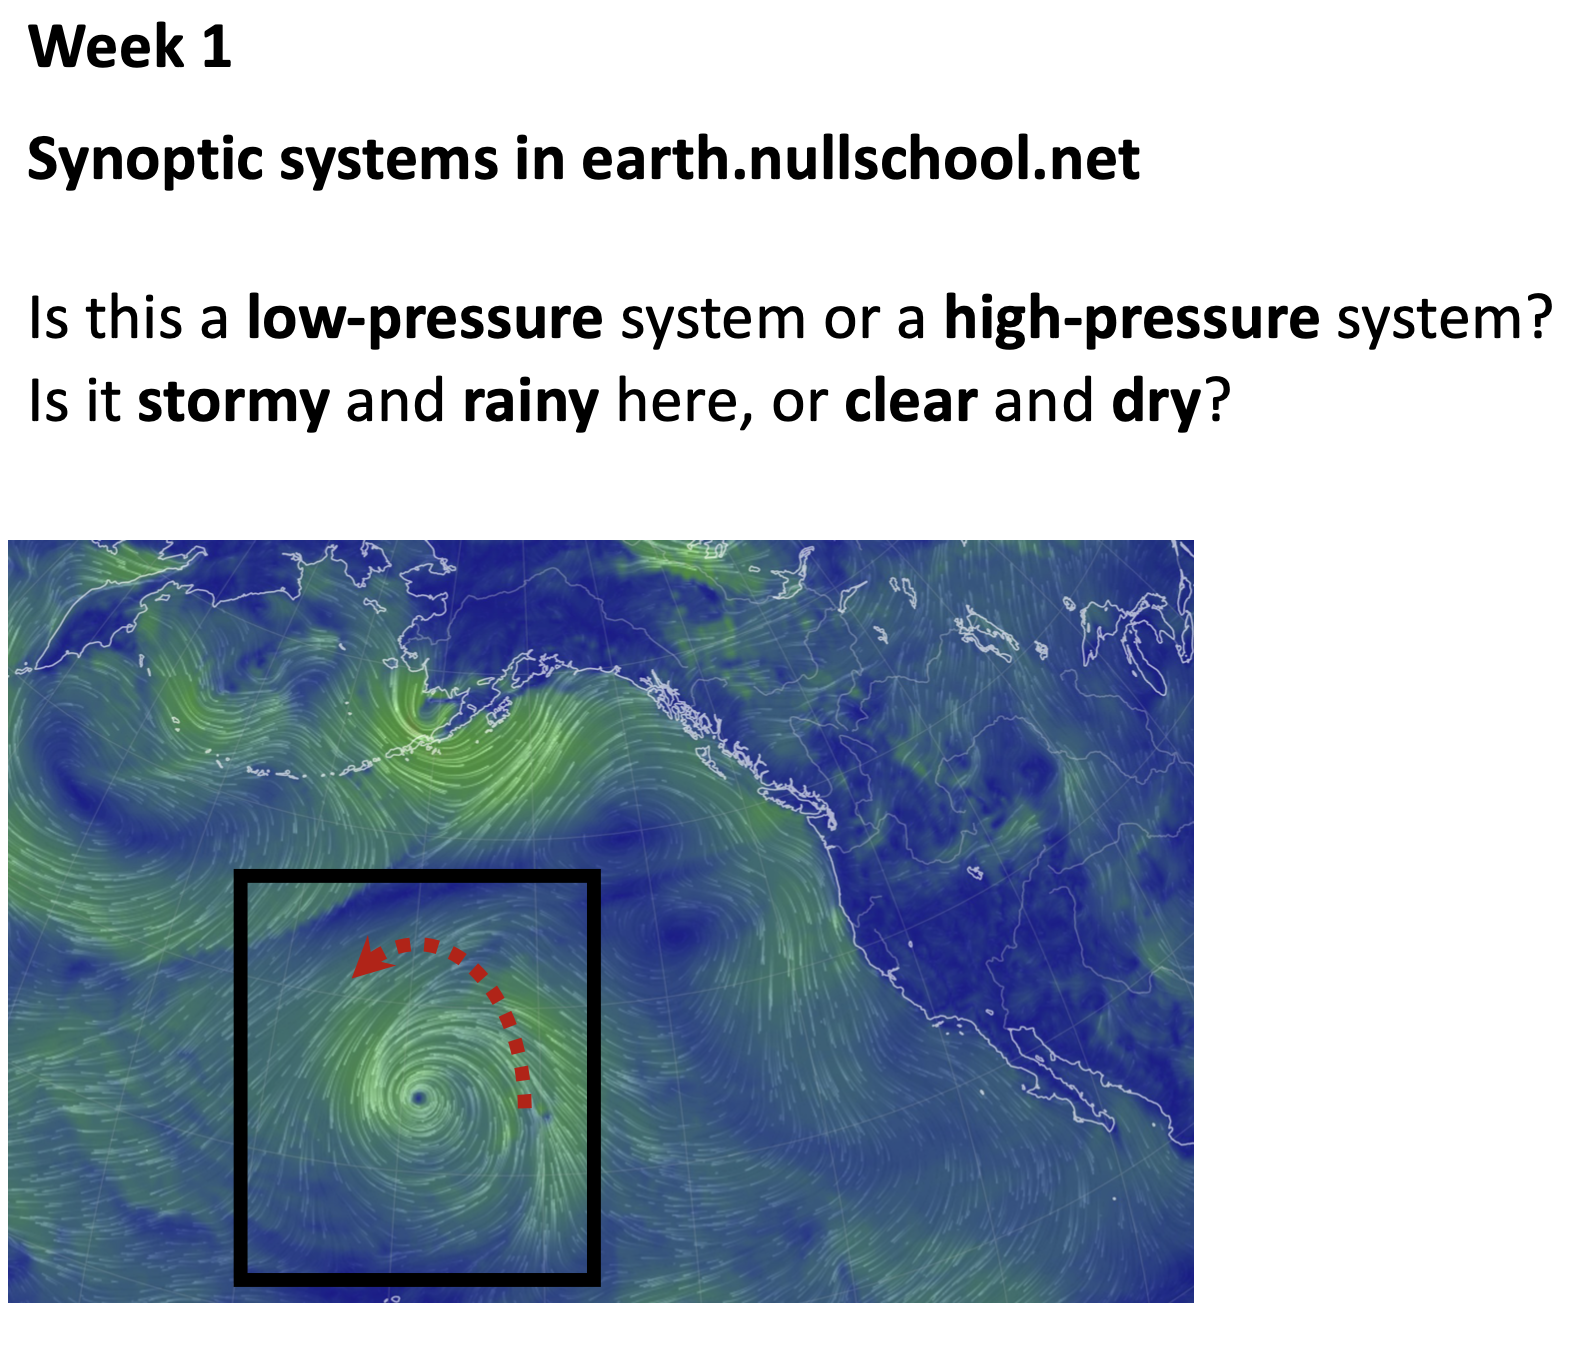 Week 1
Synoptic systems in earth.nullschool.net
Is this a low-pressure system or a high-pressure system?
Is it stormy and rainy here, or clear and dry?